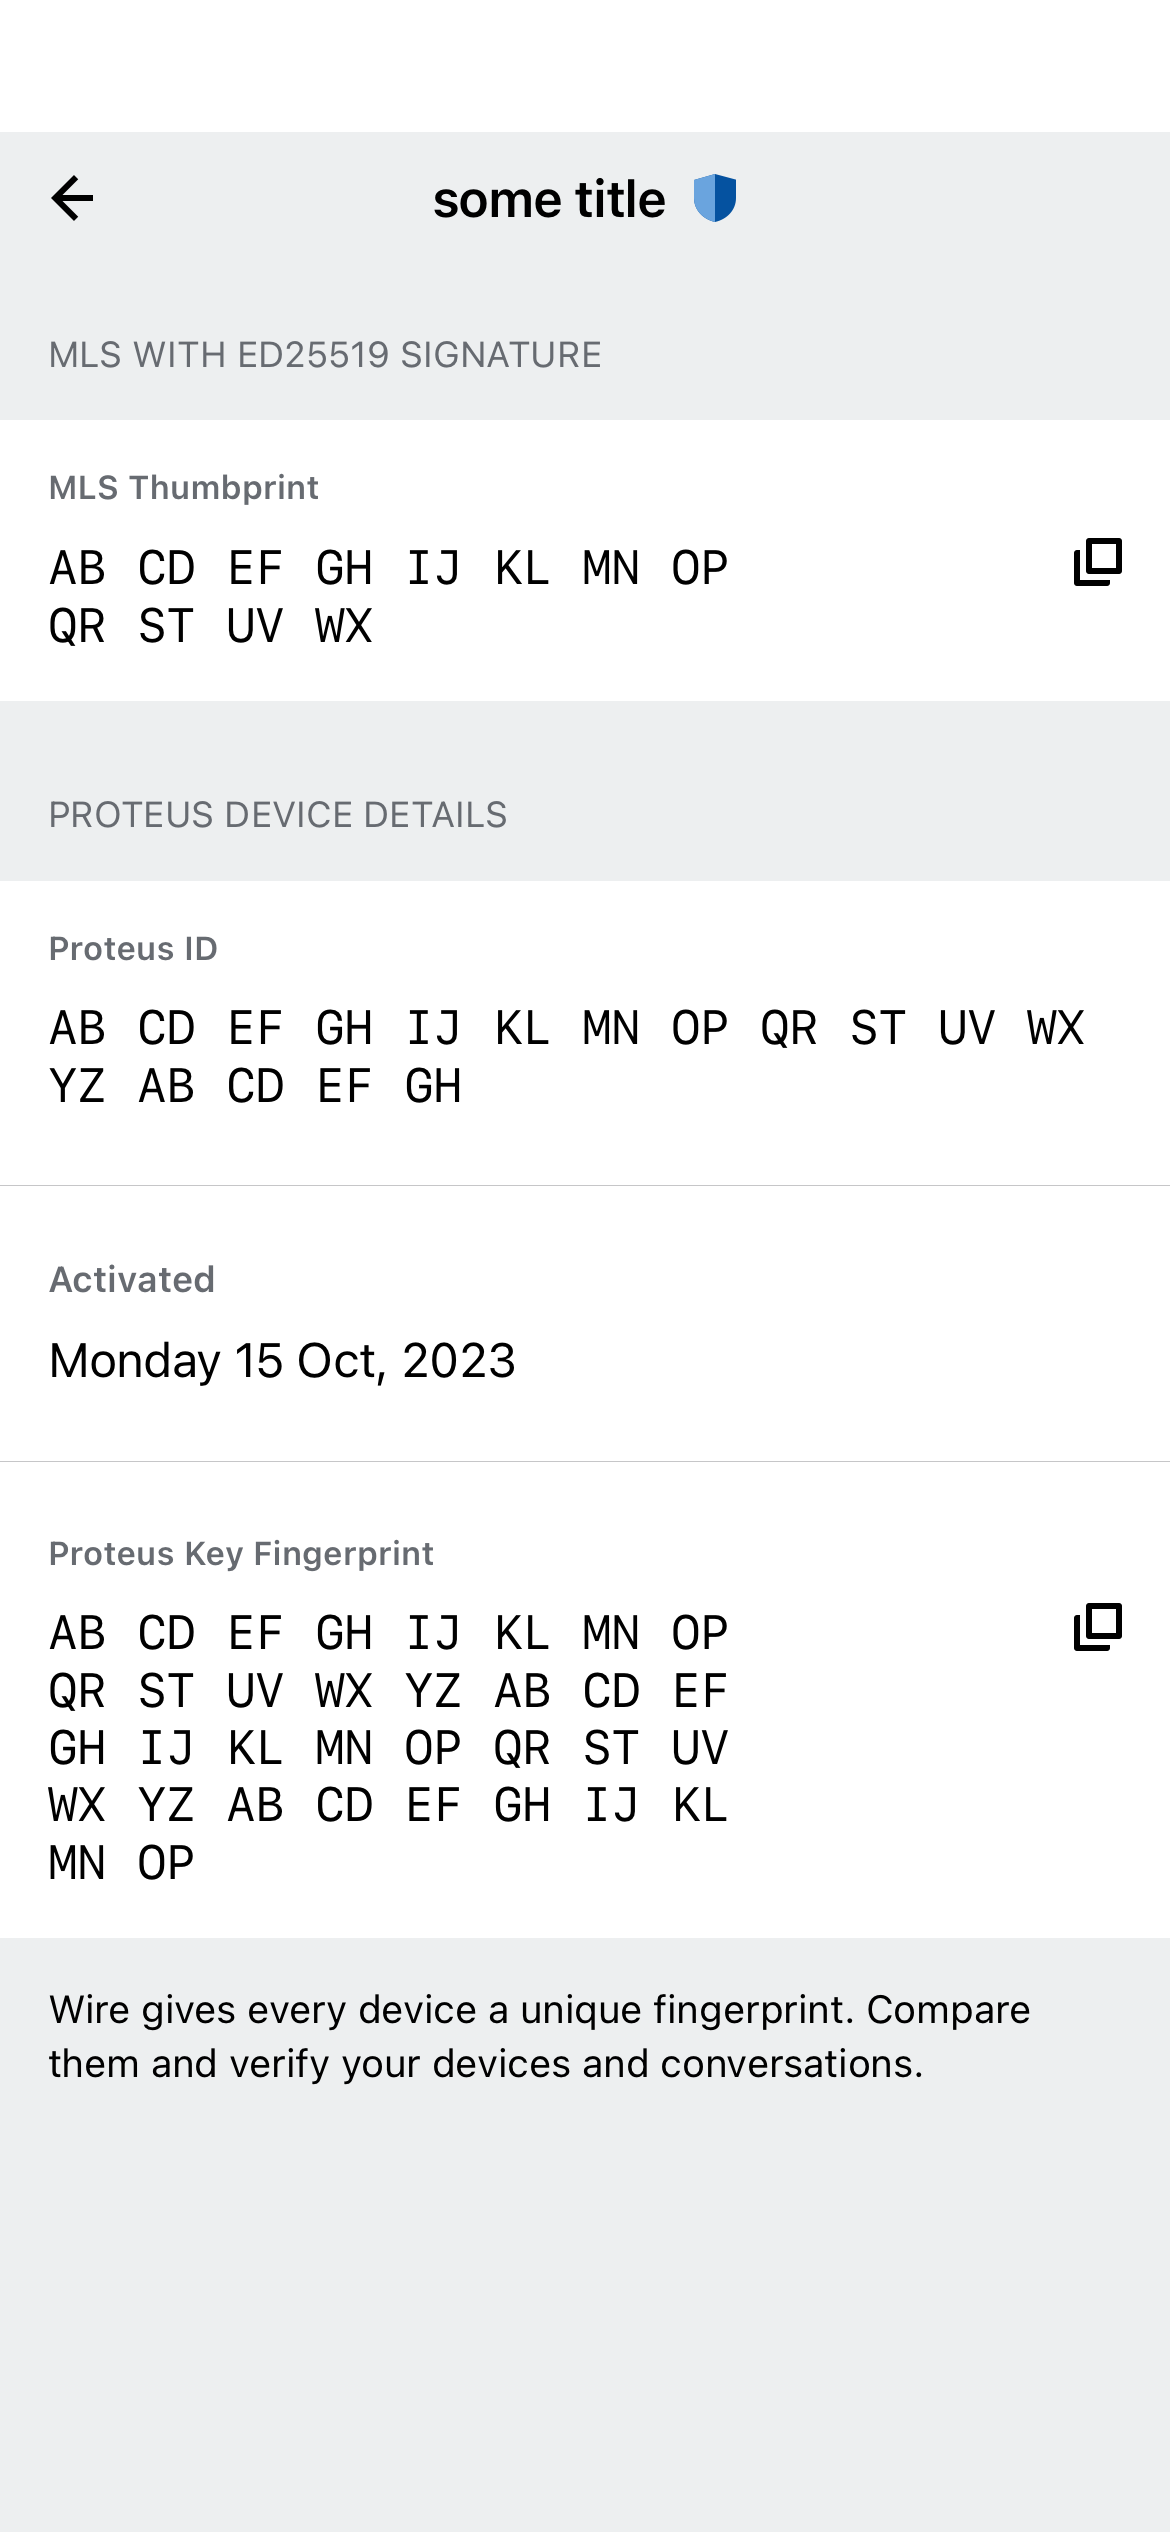 some title
MLS WITH ED25519 SIGNATURE
MLS Thumbprint
AB CD EF GH IJ KL MN OP
QR ST UV WX
PROTEUS DEVICE DETAILS
Proteus ID
AB CD EF GH IJ KL MN OP QR ST UV WX
YZ AB CD EF GH
Activated
Monday 15 Oct, 2023
Proteus Key Fingerprint
AB CD EF GH IJ KL MN OP
QR ST UV WX YZ AB CD EF
GH IJ KL MN OP QR ST UV
WX YZ AB CD EF GH IJ KL
MN OP
Wire gives every device a unique fingerprint. Compare
them and verify your devices and conversations.